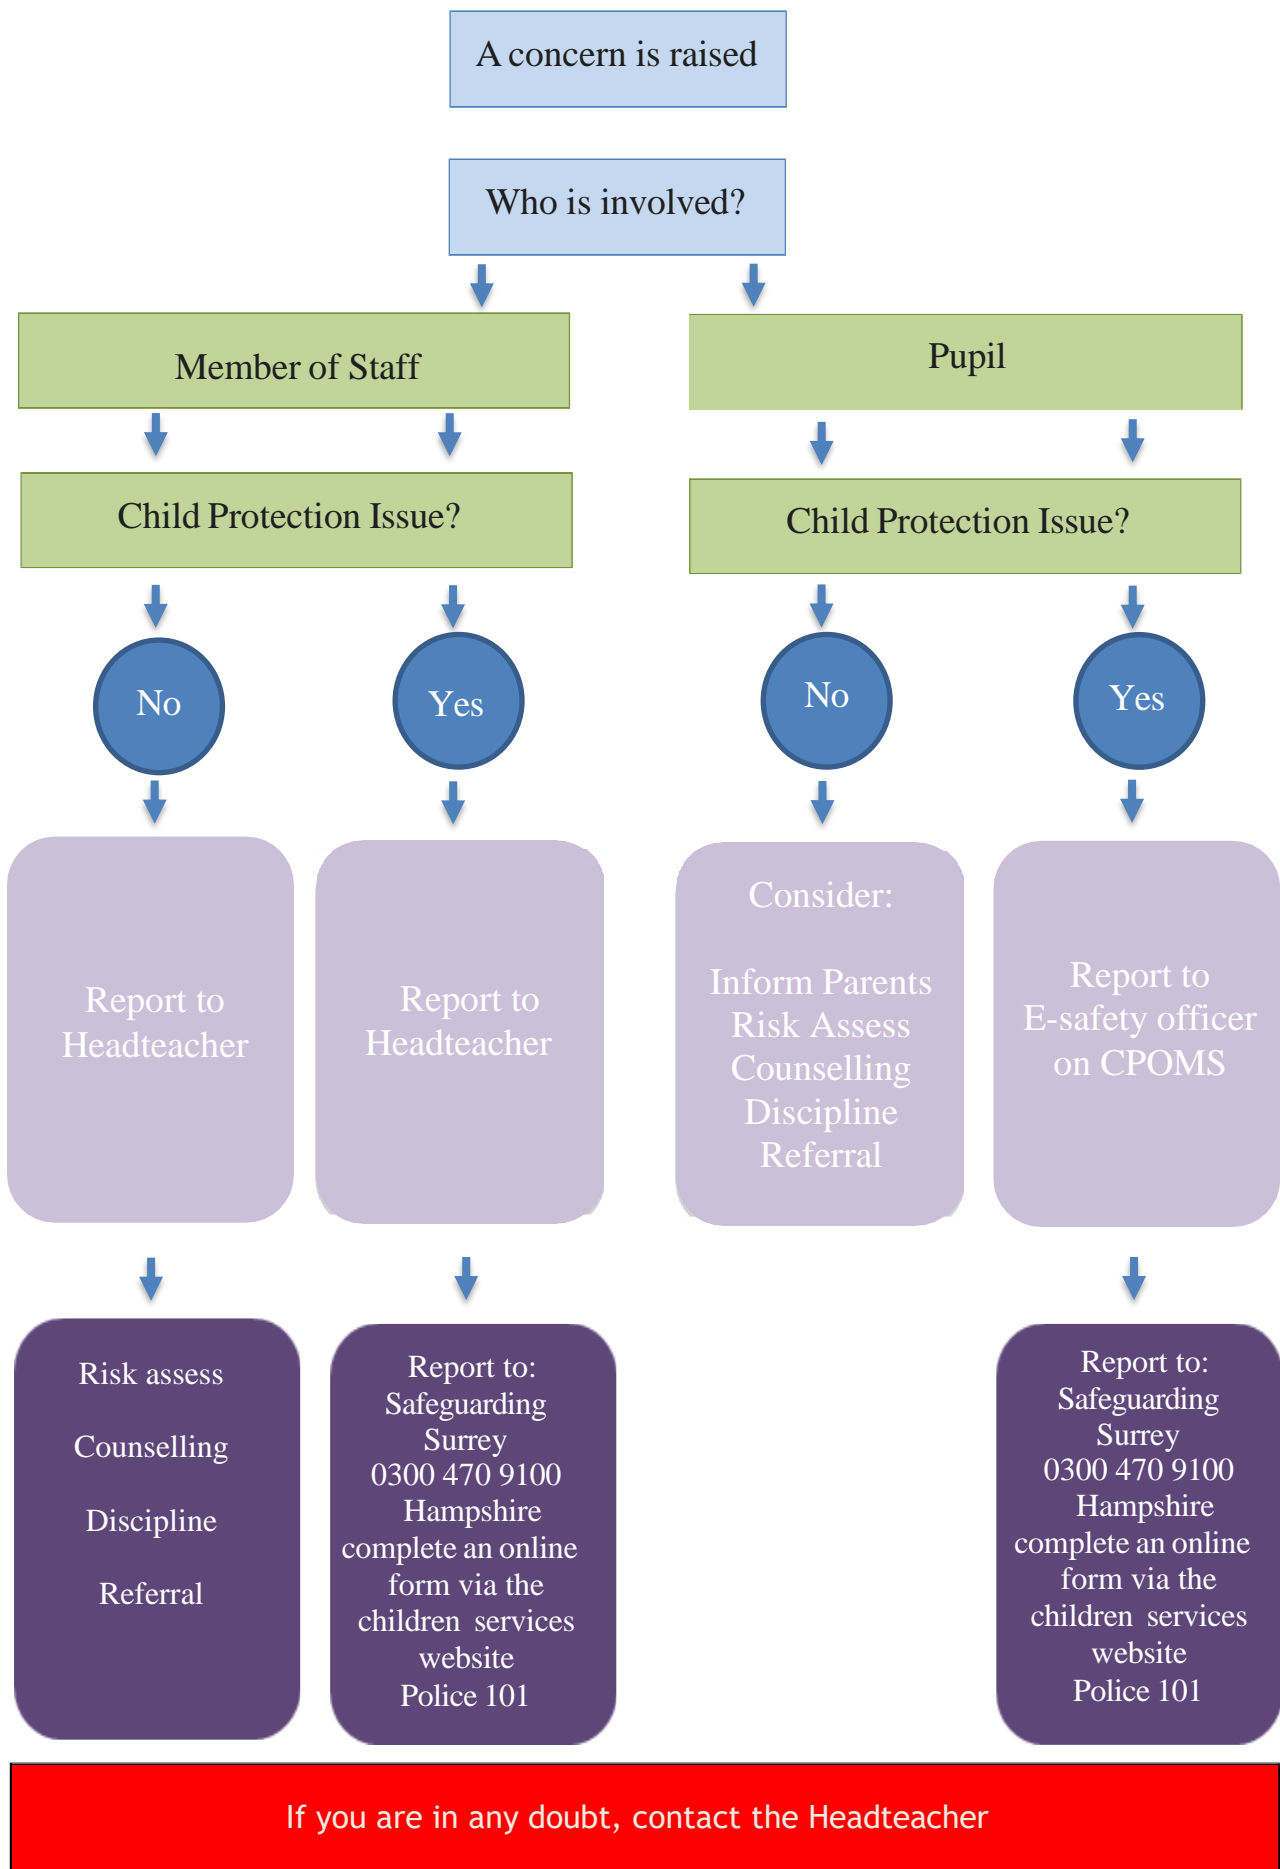 A concern is raised
Who is involved?
Member of Staff
Pupil
Child Protection Issue?
Child Protection Issue?
No
Yes
No
Yes
Report to
Headteacher
Report to
Headteacher
Consider:
Inform Parents
Risk Assess
Counselling
Discipline
Referral
Report to
E-safety officer
on CPOMS
Risk assess
Counselling
Discipline
Referral
Report to:
Safeguarding
Surrey
0300 470 9100
Hampshire
complete an online
form via the
children services
website
Police 101
Report to:
Safeguarding
Surrey
0300 470 9100
Hampshire
complete an online
form via the
children services
website
Police 101
If you are in any doubt, contact the Headteacher